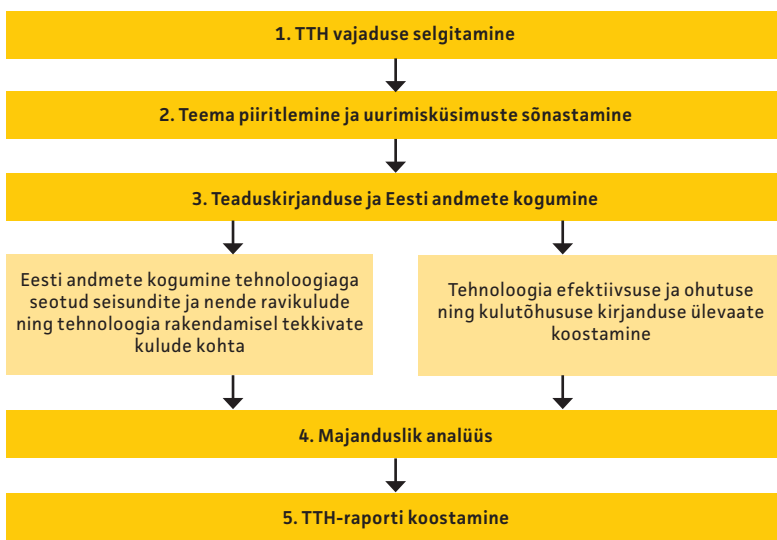 1. TTH vajaduse selgitamine
2. Teema piiritlemine ja uurimisküsimuste sõnastamine
3. Teaduskirjanduse ja Eesti andmete kogumine
Eesti andmete kogumine tehnoloogiaga
seotud seisundite ja nende ravikulude
ning tehnoloogia rakendamisel tekkivate
kulude kohta
Tehnoloogia efektiivsuse ja ohutuse
ning kulutõhususe kirjanduse ülevaate
koostamine
4. Majanduslik analüüs
5. TTH-raporti koostamine